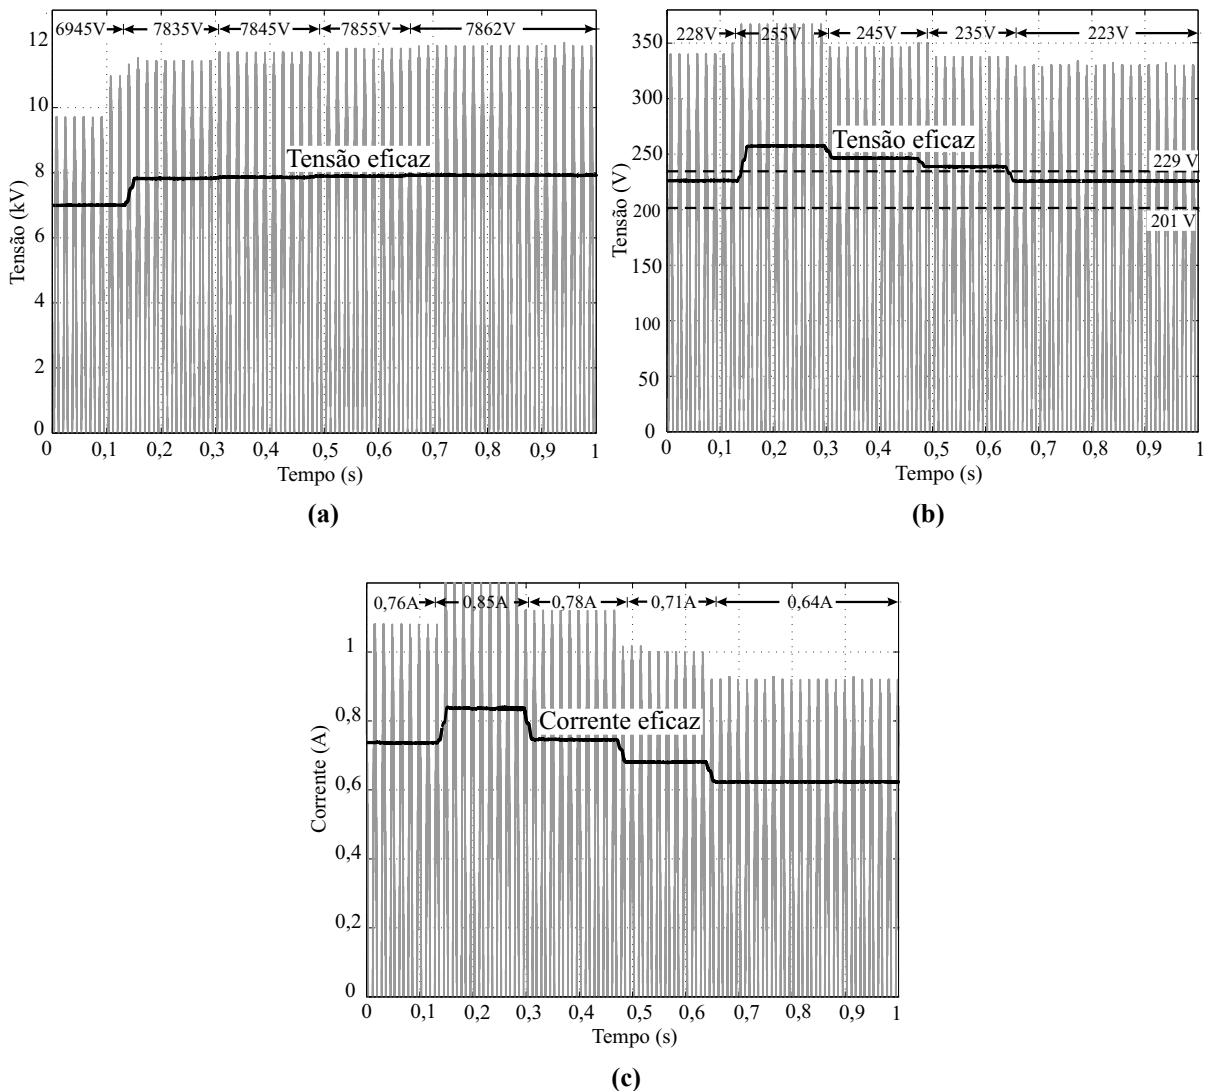 6945V 7835V 7845V 7855V 7862V
12
10
8
6
4
2
0
Tensão (kV)
Tensão eficaz
0 0,1 0,2 0,3 0,4 0,5 0,6 0,7 0,8 0,9 1
Tempo (s)
(a)
228V 255V 245V 235V 223V
350
300
250
200
150
100
50
0
Tensão (V)
Tensão eficaz
229 V
201 V
0 0,1 0,2 0,3 0,4 0,5 0,6 0,7 0,8 0,9 1
Tempo (s)
(b)
0,76A 0,85A 0,78A 0,71A 0,64A
1
0,8
0,6
0,4
0,2
0
Corrente (A)
Corrente eficaz
0 0,1 0,2 0,3 0,4 0,5 0,6 0,7 0,8 0,9 1
Tempo (s)
(c)